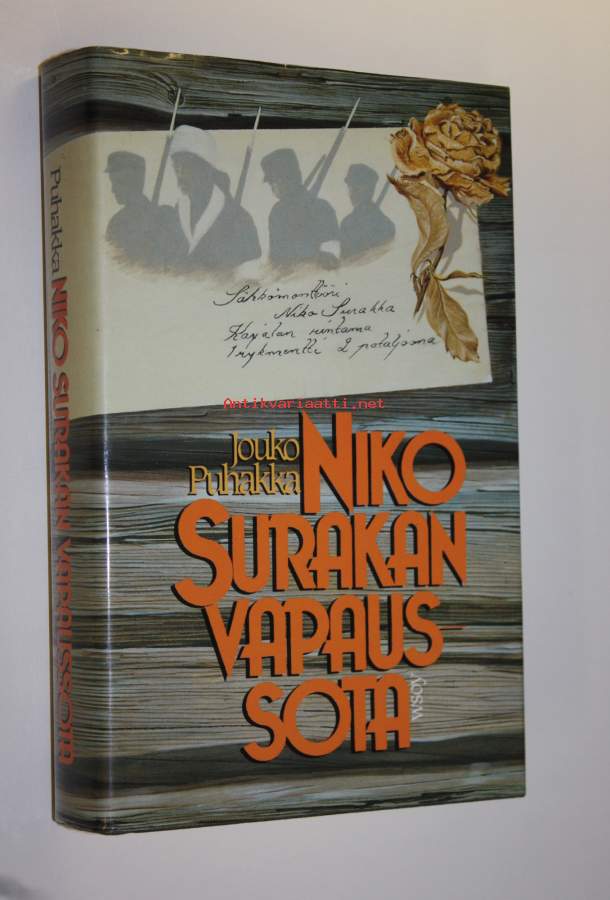 Puhakka NIKO SURAKAN VAPAUSSOTA
Sähkömonttööri
Niko Surakka
Karjalan rintama
1 rykmentti 2 pataljoona
Antikvariaatti.net
Jouko
Puhakka
NIKO
SURAKAN
VAPAUS-
SOTA
WSOY